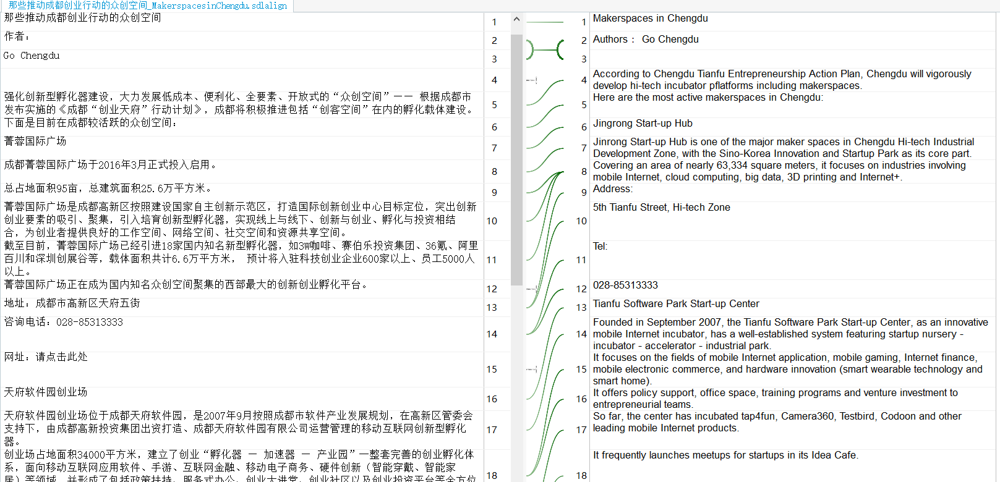 那些推动成都创业行动的众创空间_MakerspacesinChengdu.sdlalign
那些推动成都创业行动的众创空间
作者：
Go Chengdu
强化创新型孵化器建设，大力发展低成本、便利化、全要素、开放式的“众创空间”—— 根据成都市
发布实施的《成都“创业天府”行动计划》，成都将积极推进包括“创客空间”在内的孵化载体建设。
下面是目前在成都较活跃的众创空间：
菁蓉国际广场
成都菁蓉国际广场于2016年3月正式投入启用。
总占地面积95亩，总建筑面积25.6万平方米。
菁蓉国际广场是成都高新区按照建设国家自主创新示范区，打造国际创新创业中心目标定位，突出创新
创业要素的吸引、聚集，引入培育创新型孵化器，实现线上与线下、创新与创业、孵化与投资相结
合，为创业者提供良好的工作空间、网络空间、社交空间和资源共享空间。
截至目前，菁蓉国际广场已经引进18家国内知名新型孵化器，如3W咖啡、赛伯乐投资集团、36氪、阿里
百川和深圳创展谷等，载体面积共计6.6万平方米， 预计将入驻科技创业企业600家以上、员工5000人
以上。
菁蓉国际广场正在成为国内知名众创空间聚集的西部最大的创新创业孵化平台。
地址：成都市高新区天府五街
咨询电话：028-85313333
网址：请点击此处
天府软件园创业场
天府软件园创业场位于成都天府软件园，是2007年9月按照成都市软件产业发展规划，在高新区管委会
支持下，由成都高新投资集团出资打造、成都天府软件园有限公司运营管理的移动互联网创新型孵化
器。
创业场占地面积34000平方米，建立了创业“孵化器 — 加速器 — 产业园”一整套完善的创业孵化体
系，面向移动互联网应用软件、手游、互联网金融、移动电子商务、硬件创新（智能穿戴、智能家
居）等领域，并形成了包括政策扶持、服务式办公、创业大讲堂、创业社区以及创业投资平台等全方位
1
2
3
4
5
6
7
8
9
10
11
12
13
14
15
16
17
18
1
2
3
4
5
6
7
8
9
10
11
12
13
14
15
16
17
18
Makerspaces in Chengdu
Authors： Go Chengdu
According to Chengdu Tianfu Entrepreneurship Action Plan, Chengdu will vigorously
develop hi-tech incubator pflatforms including makerspaces.
Here are the most active makerspaces in Chengdu:
Jingrong Start-up Hub
Jinrong Start-up Hub is one of the major maker spaces in Chengdu Hi-tech Industrial
Development Zone, with the Sino-Korea Innovation and Startup Park as its core part.
Covering an area of nearly 63,334 square meters, it focuses on industries involving
mobile Internet, cloud computing, big data, 3D printing and Internet+.
Address:
5th Tianfu Street, Hi-tech Zone
Tel:
028-85313333
Tianfu Software Park Start-up Center
Founded in September 2007, the Tianfu Software Park Start-up Center, as an innovative
mobile Internet incubator, has a well-established system featuring startup nursery -
incubator - accelerator - industrial park.
It focuses on the fields of mobile Internet application, mobile gaming, Internet finance,
mobile electronic commerce, and hardware innovation (smart wearable technology and
smart home).
It offers policy support, office space, training programs and venture investment to
entrepreneurial teams.
So far, the center has incubated tap4fun, Camera360, Testbird, Codoon and other
leading mobile Internet products.
It frequently launches meetups for startups in its Idea Cafe.